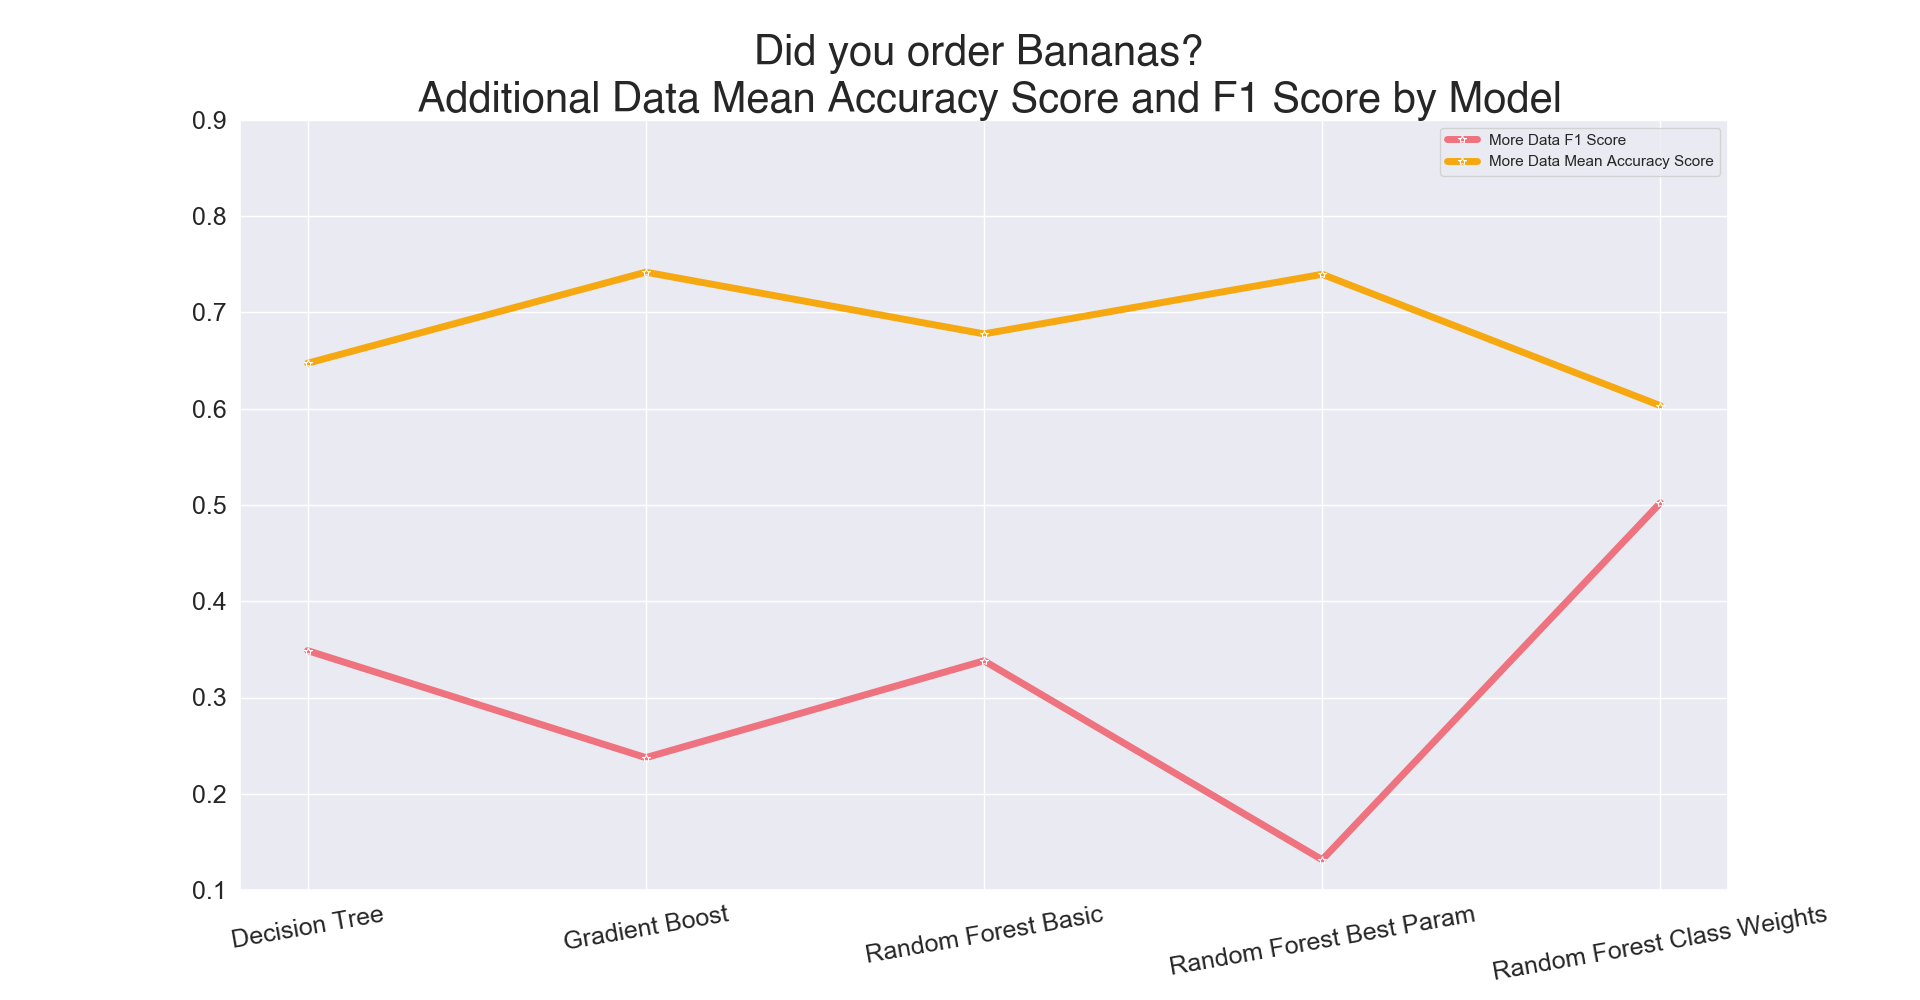 Did you order Bananas?
Additional Data Mean Accuracy Score and F1 Score by Model
More Data F1 Score
More Data Mean Accuracy Score
0.9
0.8
0.7
0.6
0.5
0.4
0.3
0.2
0.1
Decision Tree
Gradient Boost
Random Forest Basic
Random Forest Best Param
Random Forest Class Weights